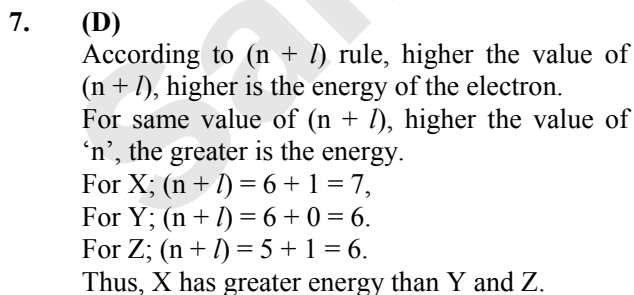 7. (D)
According to (n + l) rule, higher the value of
(n + l), higher is the energy of the electron.
For same value of (n + l), higher the value of
‘n’, the greater is the energy.
For X; (n + l) = 6 + 1 = 7,
For Y; (n + l) = 6 + 0 = 6.
For Z; (n + l) = 5 + 1 = 6.
Thus, X has greater energy than Y and Z.